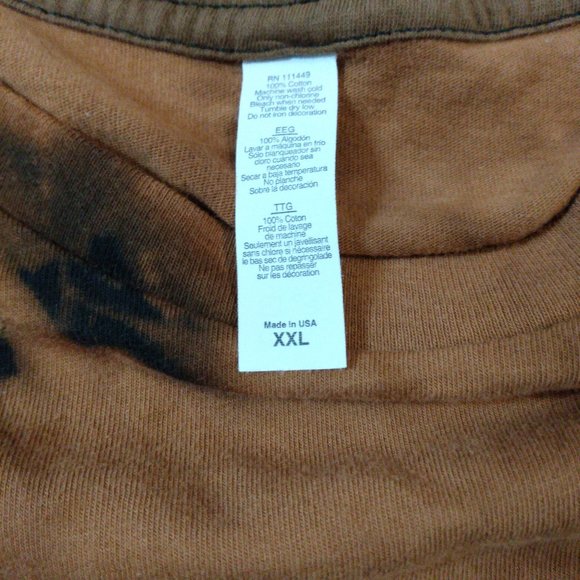 RN 111449
100% Cotton
Machine wash cold
Only non-chlorine
Bleach when needed
Tumble dry low
Do not iron decoration
EEG
100% Algodón
Lavar a máquina en frío
Solo blanqueador sin
cloro cuando sea
necesario
Secar a baja temperatura
No planche
Sobre la decoración
TTG
100% Coton
Froid de lavage
de machine
Seulement un javellisant
sans chlore si nécessaire
le bas sec de degringolade
Ne pas repasser
sur les décoration
Made in USA
XXL